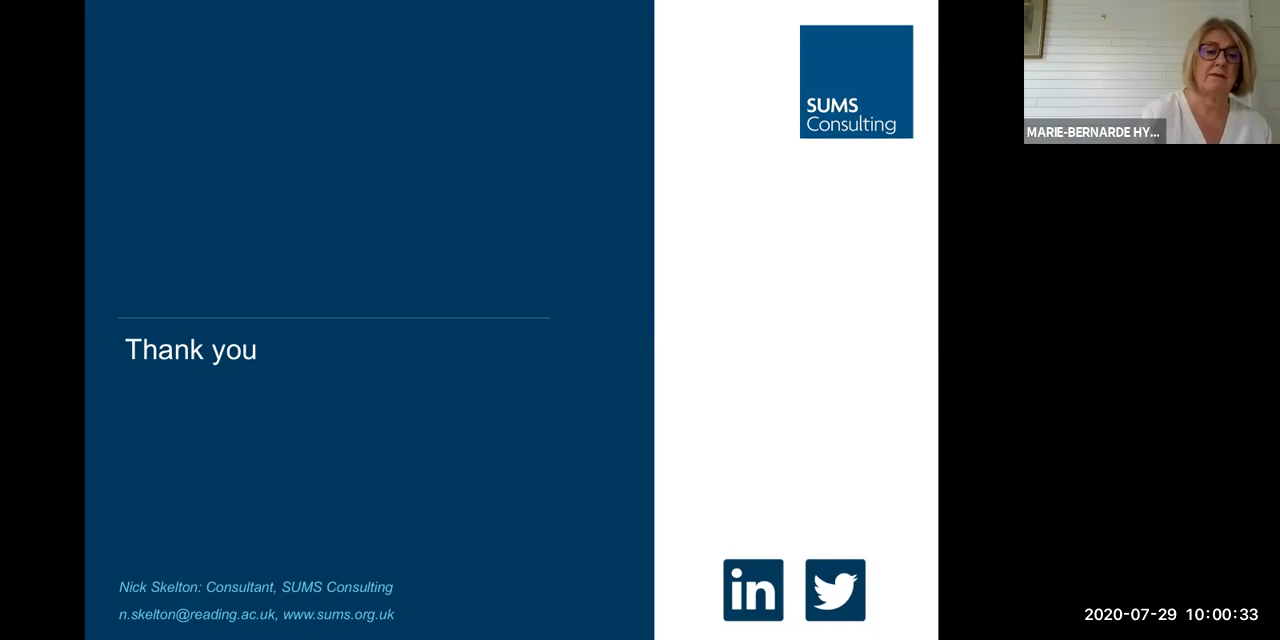 SUMS
Consulting
MARIE-BERNARDE HY...
Thank you
Nick Skelton: Consultant, SUMS Consulting
n.skelton@reading.ac.uk, www.sums.org.uk
in
2020-07-29 10:00:33